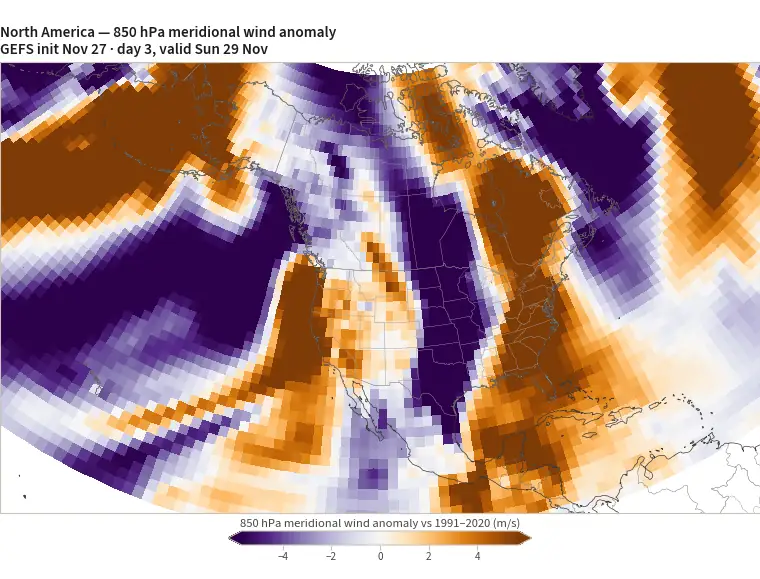 North America — 850 hPa meridional wind anomaly
GEFS init Nov 27 · day 3, valid Sun 29 Nov
850 hPa meridional wind anomaly vs 1991–2020 (m/s)
−4 −2 0 2 4